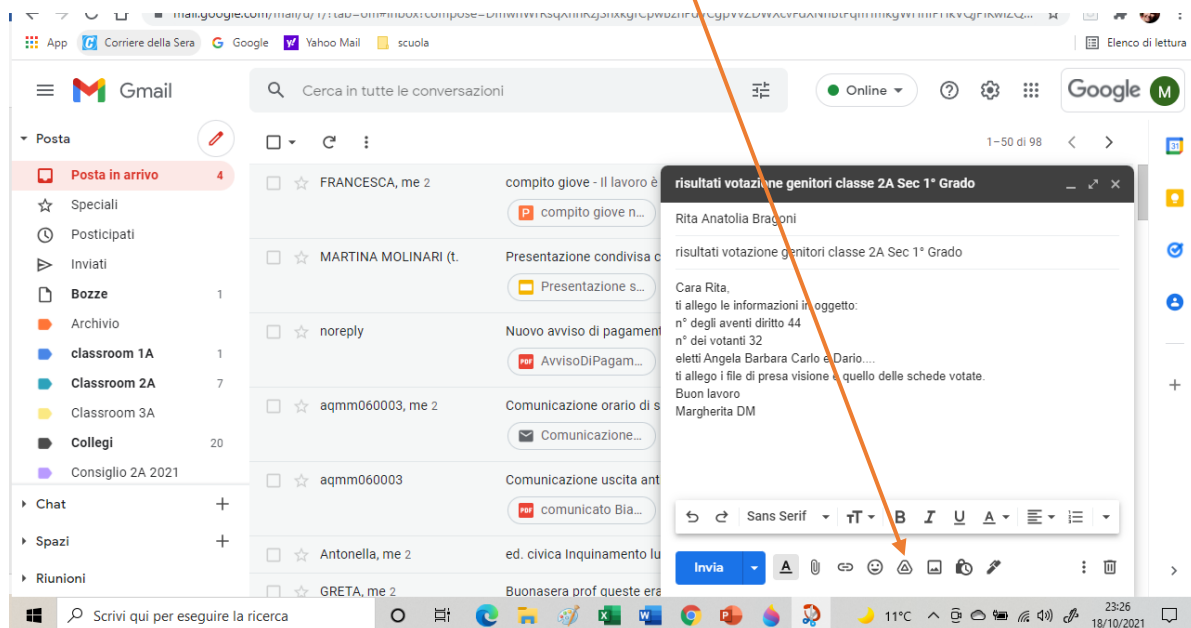 App Corriere della Sera Google Yahoo Mail scuola Elenco di lettura
Gmail Cerca in tutte le conversazioni Online Google M
Posta
1–50 di 98
Posta in arrivo 4
Speciali
Posticipati
Inviati
Bozze 1
Archivio
classroom 1A 1
Classroom 2A 7
Classroom 3A
Collegi 20
Consiglio 2A 2021
Chat
Spazi
Riunioni
FRANCESCA, me 2 compito giove - Il lavoro è
compito giove n...
MARTINA MOLINARI (t. Presentazione condivisa c
Presentazione s...
noreply Nuovo avviso di pagament
PDF AvvisoDiPagam...
aqmm060003, me 2 Comunicazione orario di s
Comunicazione...
aqmm060003 Comunicazione uscita ant
PDF comunicato Bia...
Antonella, me 2 ed. civica Inquinamento lu
GRETA, me 2 Buonasera prof queste era
risultati votazione genitori classe 2A Sec 1° Grado
Rita Anatolia Bragoni
risultati votazione genitori classe 2A Sec 1° Grado
Cara Rita,
ti allego le informazioni in oggetto:
n° degli aventi diritto 44
n° dei votanti 32
eletti Angela Barbara Carlo e Dario....
ti allego i file di presa visione e quello delle schede votate.
Buon lavoro
Margherita DM
Sans Serif B I U A
Invia A
31
Scrivi qui per eseguire la ricerca
11°C
23:26
18/10/2021